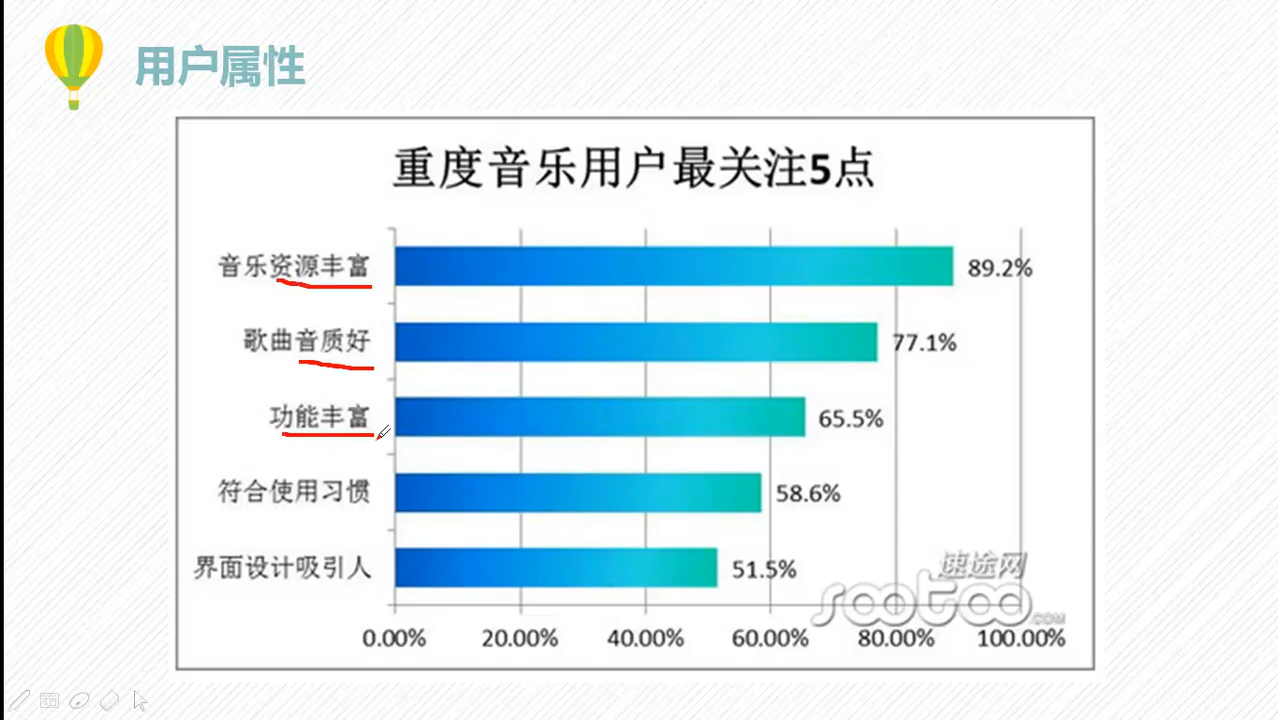 用户属性
重度音乐用户最关注5点
音乐资源丰富
89.2%
歌曲音质好
77.1%
功能丰富
65.5%
符合使用习惯
58.6%
界面设计吸引人
51.5%
速途网
sootoo
.COM
0.00% 20.00% 40.00% 60.00% 80.00% 100.00%